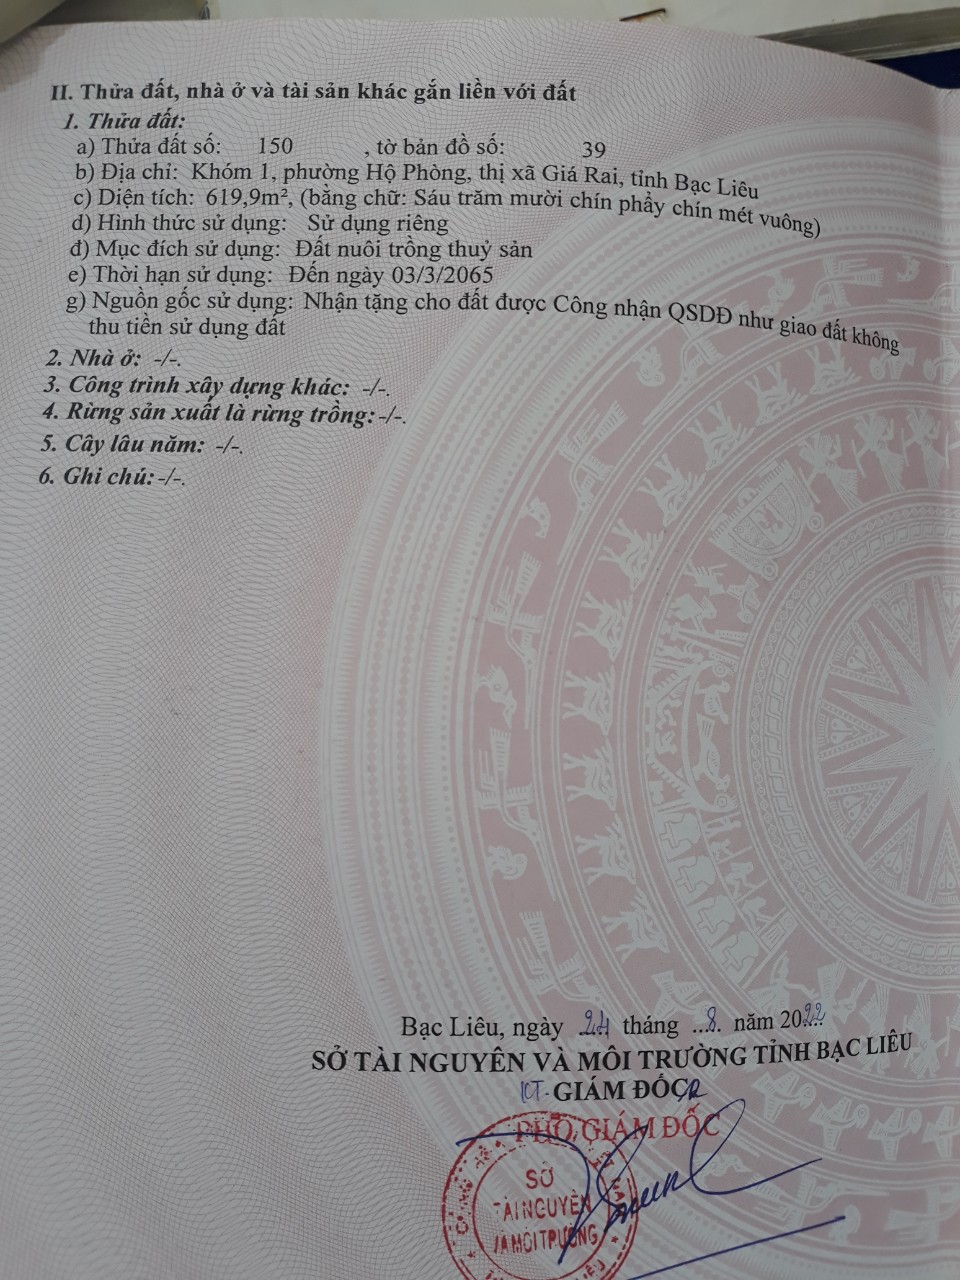 II. Thửa đất, nhà ở và tài sản khác gắn liền với đất
1. Thửa đất:
a) Thửa đất số: 150 , tờ bản đồ số: 39
b) Địa chỉ: Khóm 1, phường Hộ Phòng, thị xã Giá Rai, tỉnh Bạc Liêu
c) Diện tích: 619,9m², (bằng chữ: Sáu trăm mười chín phẩy chín mét vuông)
d) Hình thức sử dụng: Sử dụng riêng
đ) Mục đích sử dụng: Đất nuôi trồng thuỷ sản
e) Thời hạn sử dụng: Đến ngày 03/3/2065
g) Nguồn gốc sử dụng: Nhận tặng cho đất được Công nhận QSDĐ như giao đất không
thu tiền sử dụng đất
2. Nhà ở: -/-.
3. Công trình xây dựng khác: -/-.
4. Rừng sản xuất là rừng trồng: -/-.
5. Cây lâu năm: -/-.
6. Ghi chú: -/-.
Bạc Liêu, ngày 24 tháng ..8. năm 2022
SỞ TÀI NGUYÊN VÀ MÔI TRƯỜNG TỈNH BẠC LIÊU
KT. GIÁM ĐỐC
PHÓ GIÁM ĐỐC
SỞ
TÀI NGUYÊN
VÀ MÔI TRƯỜNG